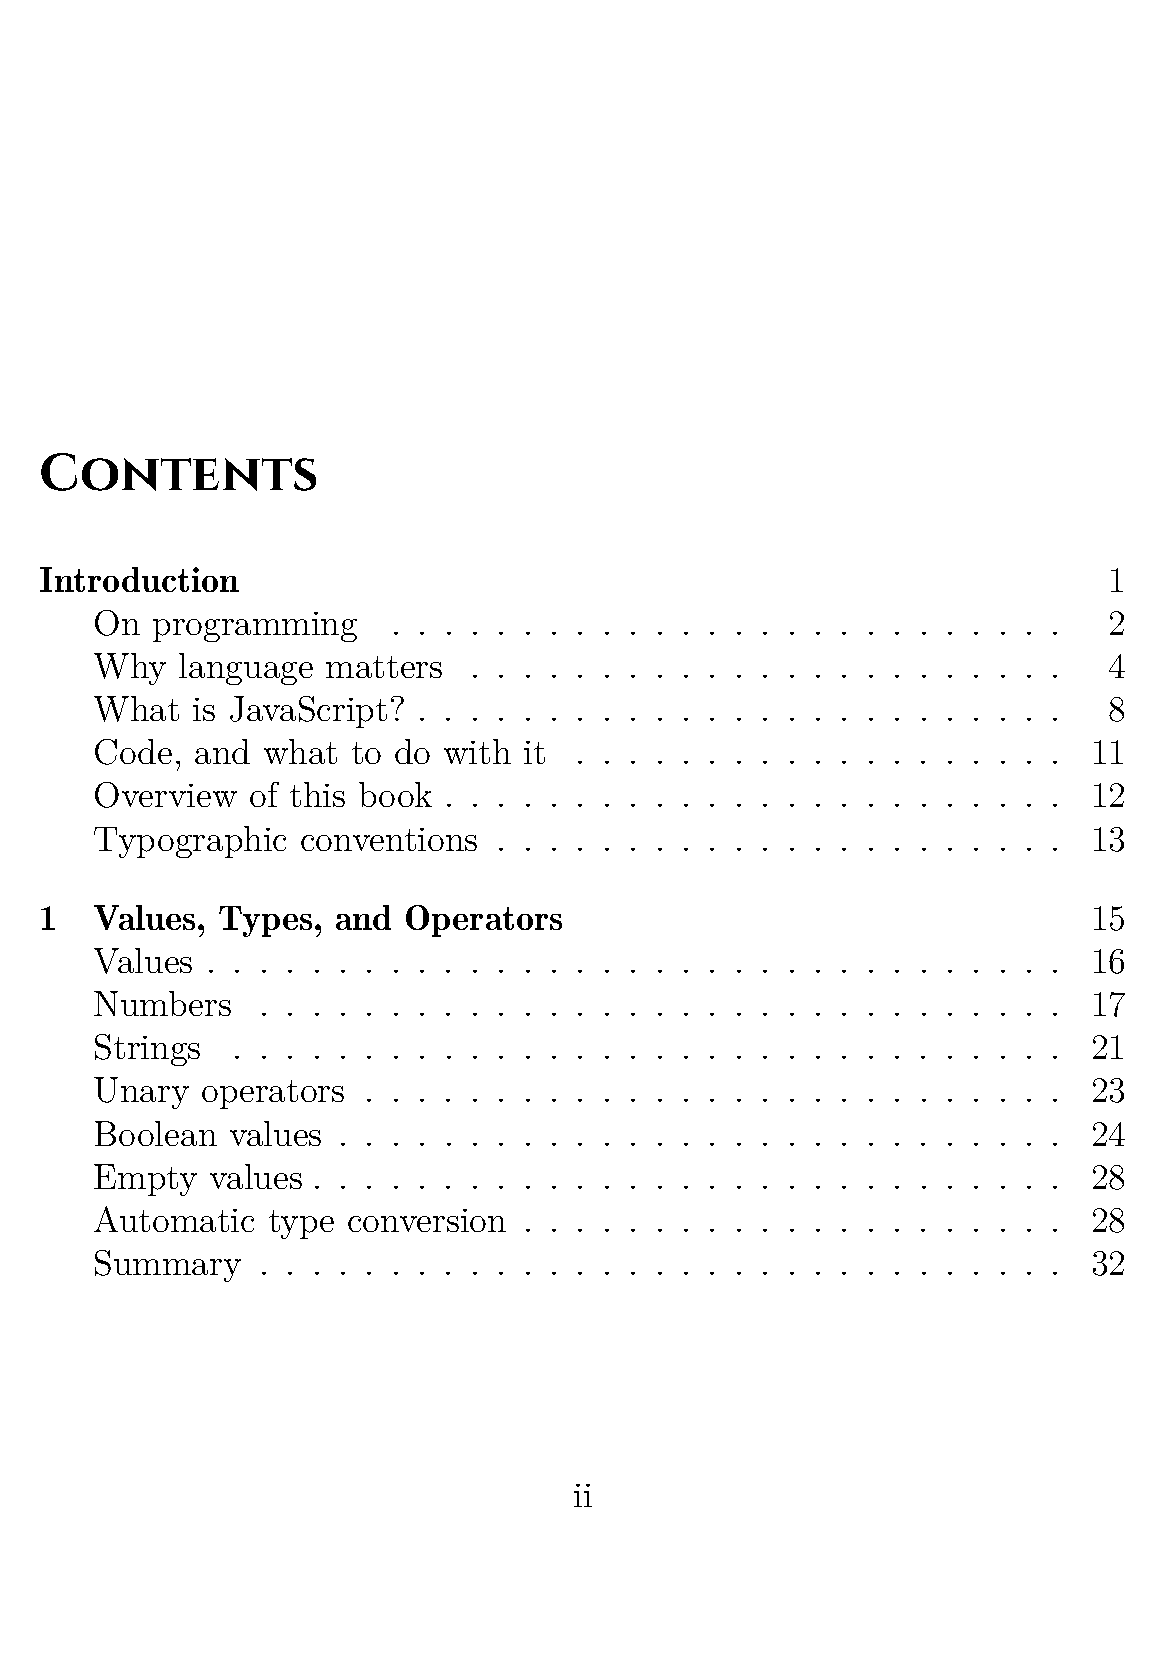 Contents
Introduction 1
On programming . . . . . . . . . . . . . . . . . . . . . . . . . . 2
Why language matters . . . . . . . . . . . . . . . . . . . . . . . 4
What is JavaScript? . . . . . . . . . . . . . . . . . . . . . . . . . 8
Code, and what to do with it . . . . . . . . . . . . . . . . . . . 11
Overview of this book . . . . . . . . . . . . . . . . . . . . . . . . 12
Typographic conventions . . . . . . . . . . . . . . . . . . . . . . 13
1 Values, Types, and Operators 15
Values . . . . . . . . . . . . . . . . . . . . . . . . . . . . . . . . . 16
Numbers . . . . . . . . . . . . . . . . . . . . . . . . . . . . . . . 17
Strings . . . . . . . . . . . . . . . . . . . . . . . . . . . . . . . . 21
Unary operators . . . . . . . . . . . . . . . . . . . . . . . . . . . 23
Boolean values . . . . . . . . . . . . . . . . . . . . . . . . . . . . 24
Empty values . . . . . . . . . . . . . . . . . . . . . . . . . . . . . 28
Automatic type conversion . . . . . . . . . . . . . . . . . . . . . 28
Summary . . . . . . . . . . . . . . . . . . . . . . . . . . . . . . . 32
ii